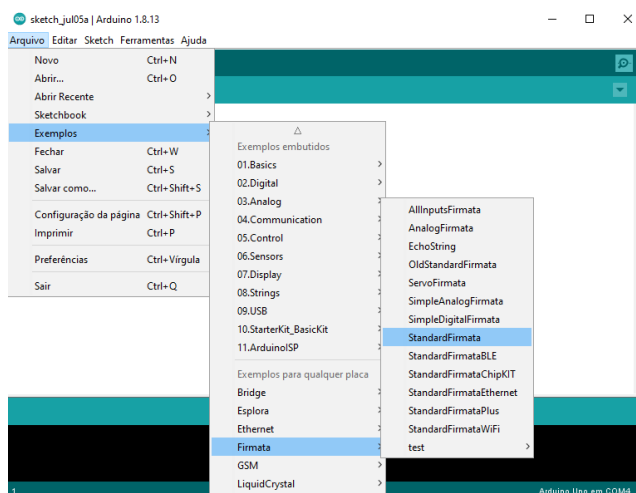 sketch_jul05a | Arduino 1.8.13
Arquivo Editar Sketch Ferramentas Ajuda
Novo Ctrl+N
Abrir... Ctrl+O
Abrir Recente
Sketchbook
Exemplos
Fechar Ctrl+W
Salvar Ctrl+S
Salvar como... Ctrl+Shift+S
Configuração da página Ctrl+Shift+P
Imprimir Ctrl+P
Preferências Ctrl+Vírgula
Sair Ctrl+Q
Exemplos embutidos
01.Basics
02.Digital
03.Analog
04.Communication
05.Control
06.Sensors
07.Display
08.Strings
09.USB
10.StarterKit_BasicKit
11.ArduinoISP
Exemplos para qualquer placa
Bridge
Esplora
Ethernet
Firmata
GSM
LiquidCrystal
AllInputsFirmata
AnalogFirmata
EchoString
OldStandardFirmata
ServoFirmata
SimpleAnalogFirmata
SimpleDigitalFirmata
StandardFirmata
StandardFirmataBLE
StandardFirmataChipKIT
StandardFirmataEthernet
StandardFirmataPlus
StandardFirmataWiFi
test
1
Arduino Uno em COM4